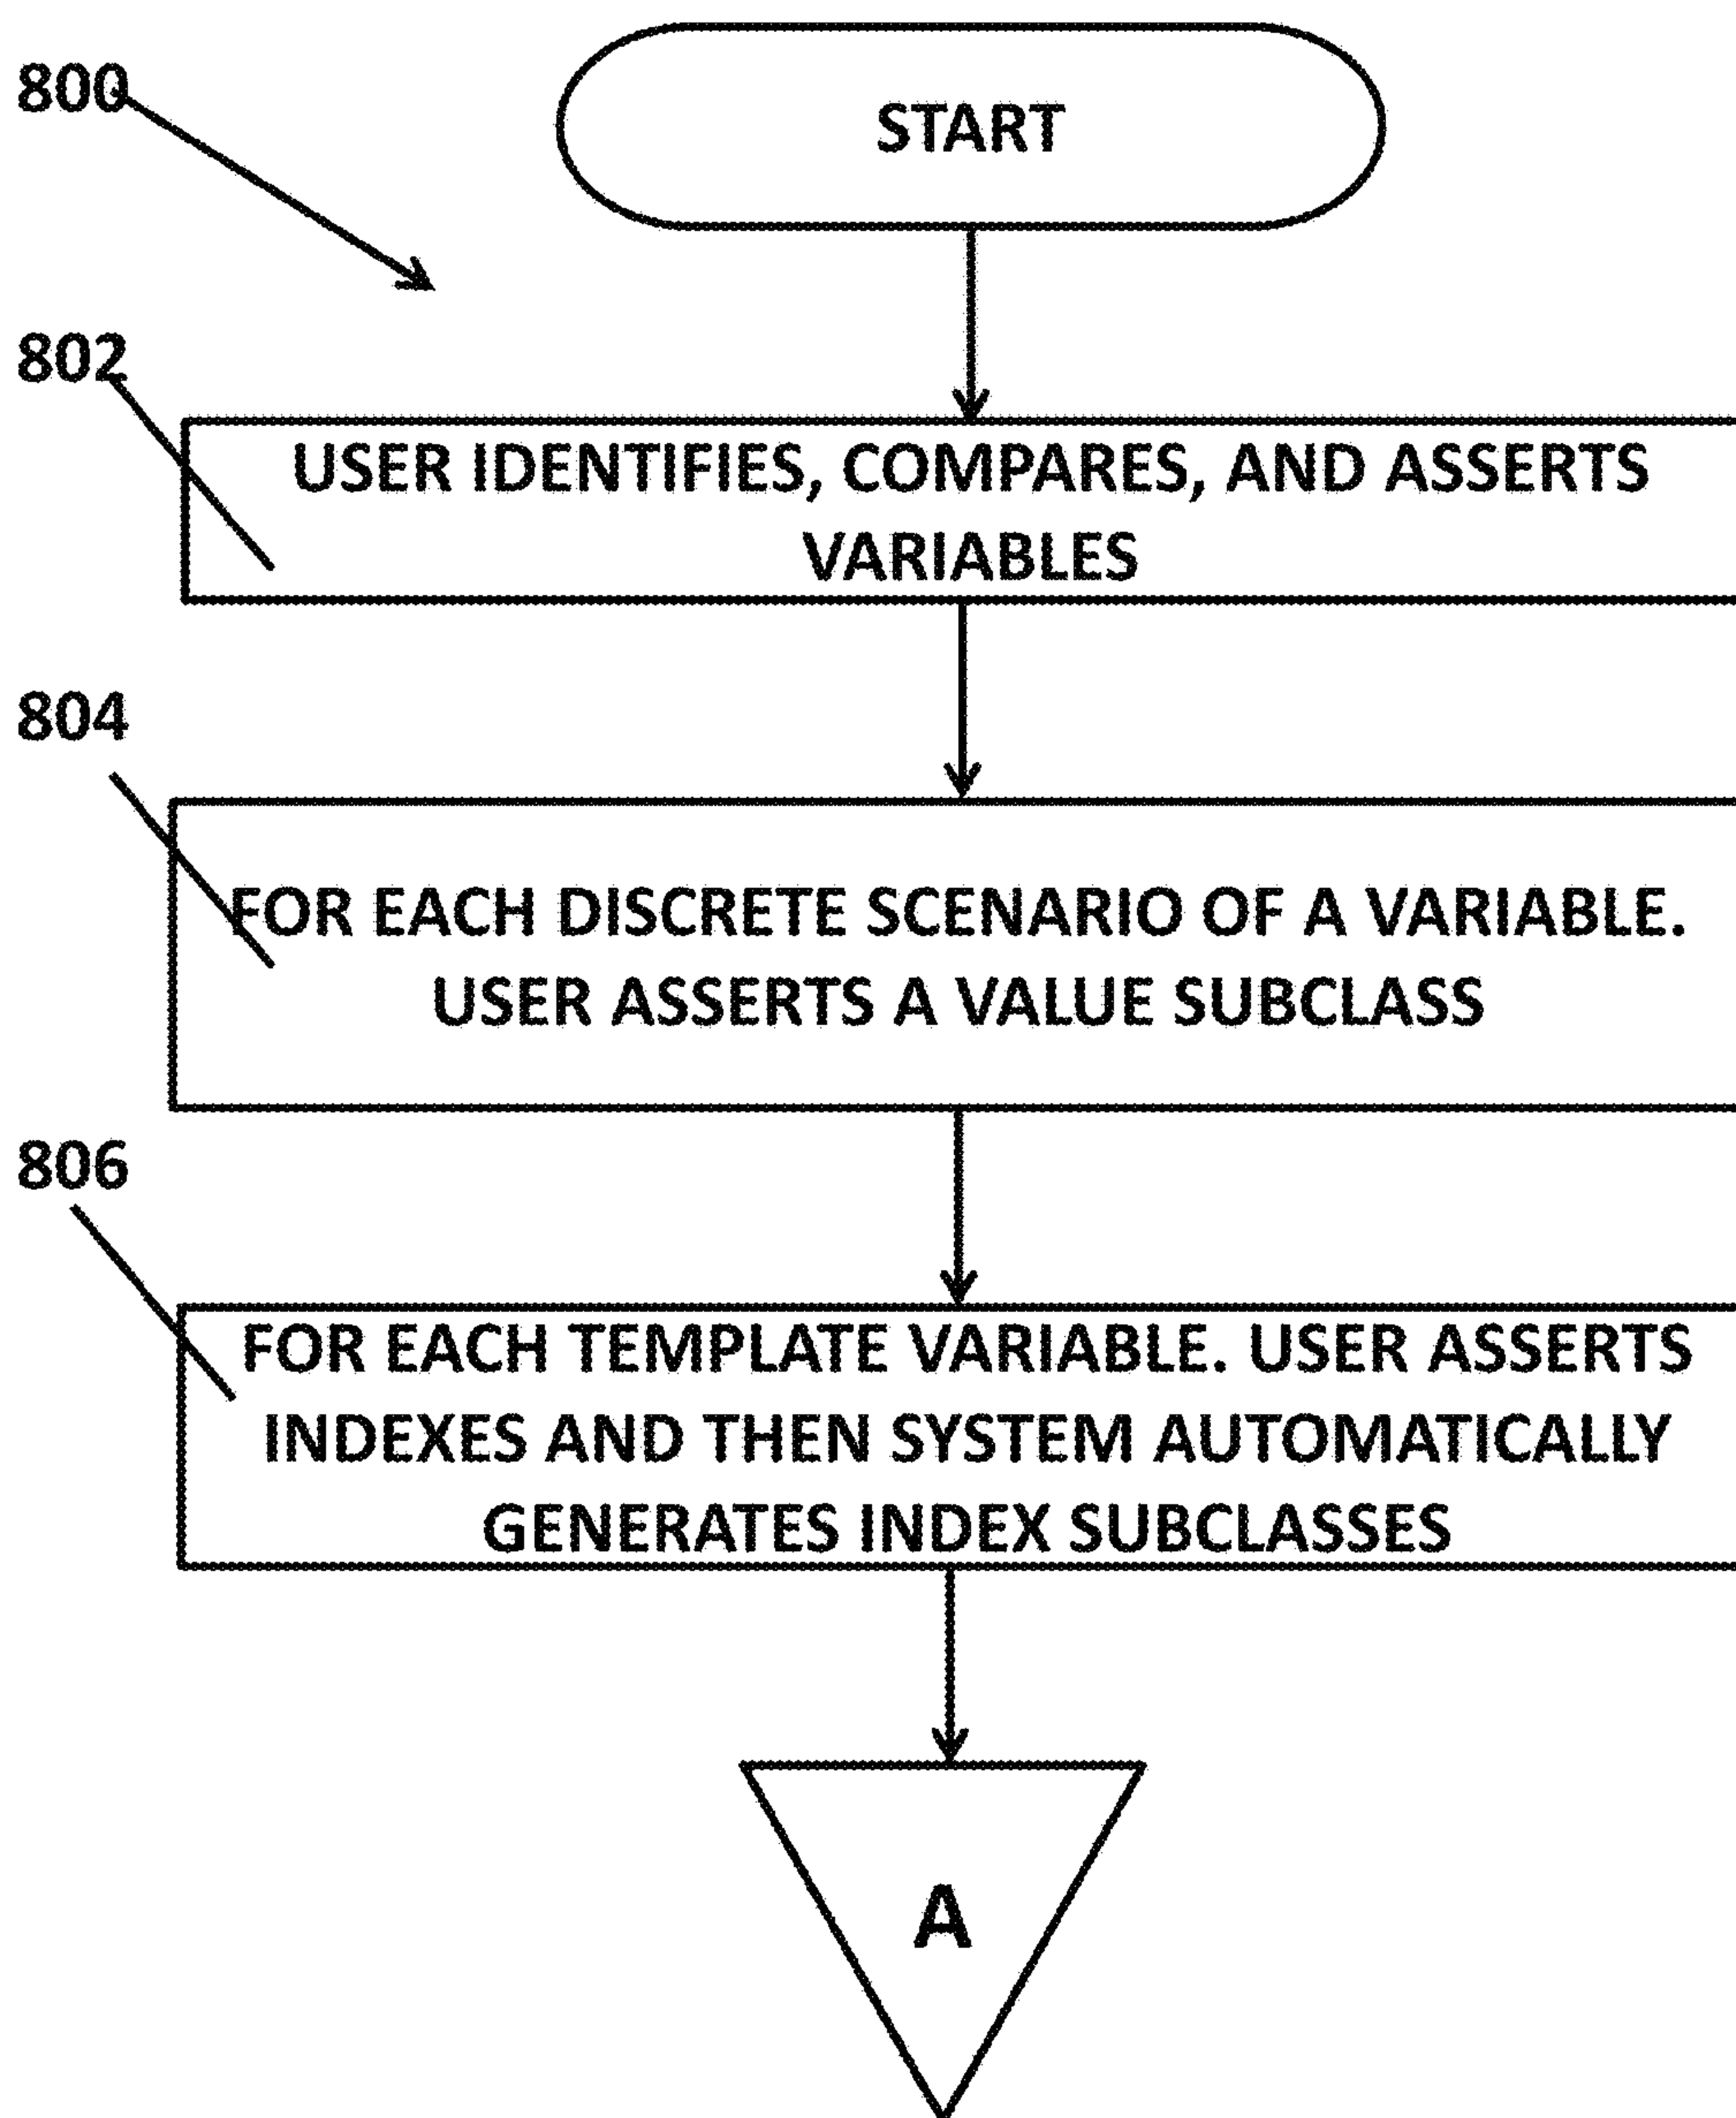 800
START
802
USER IDENTIFIES, COMPARES, AND ASSERTS
VARIABLES
804
FOR EACH DISCRETE SCENARIO OF A VARIABLE.
USER ASSERTS A VALUE SUBCLASS
806
FOR EACH TEMPLATE VARIABLE. USER ASSERTS
INDEXES AND THEN SYSTEM AUTOMATICALLY
GENERATES INDEX SUBCLASSES
A